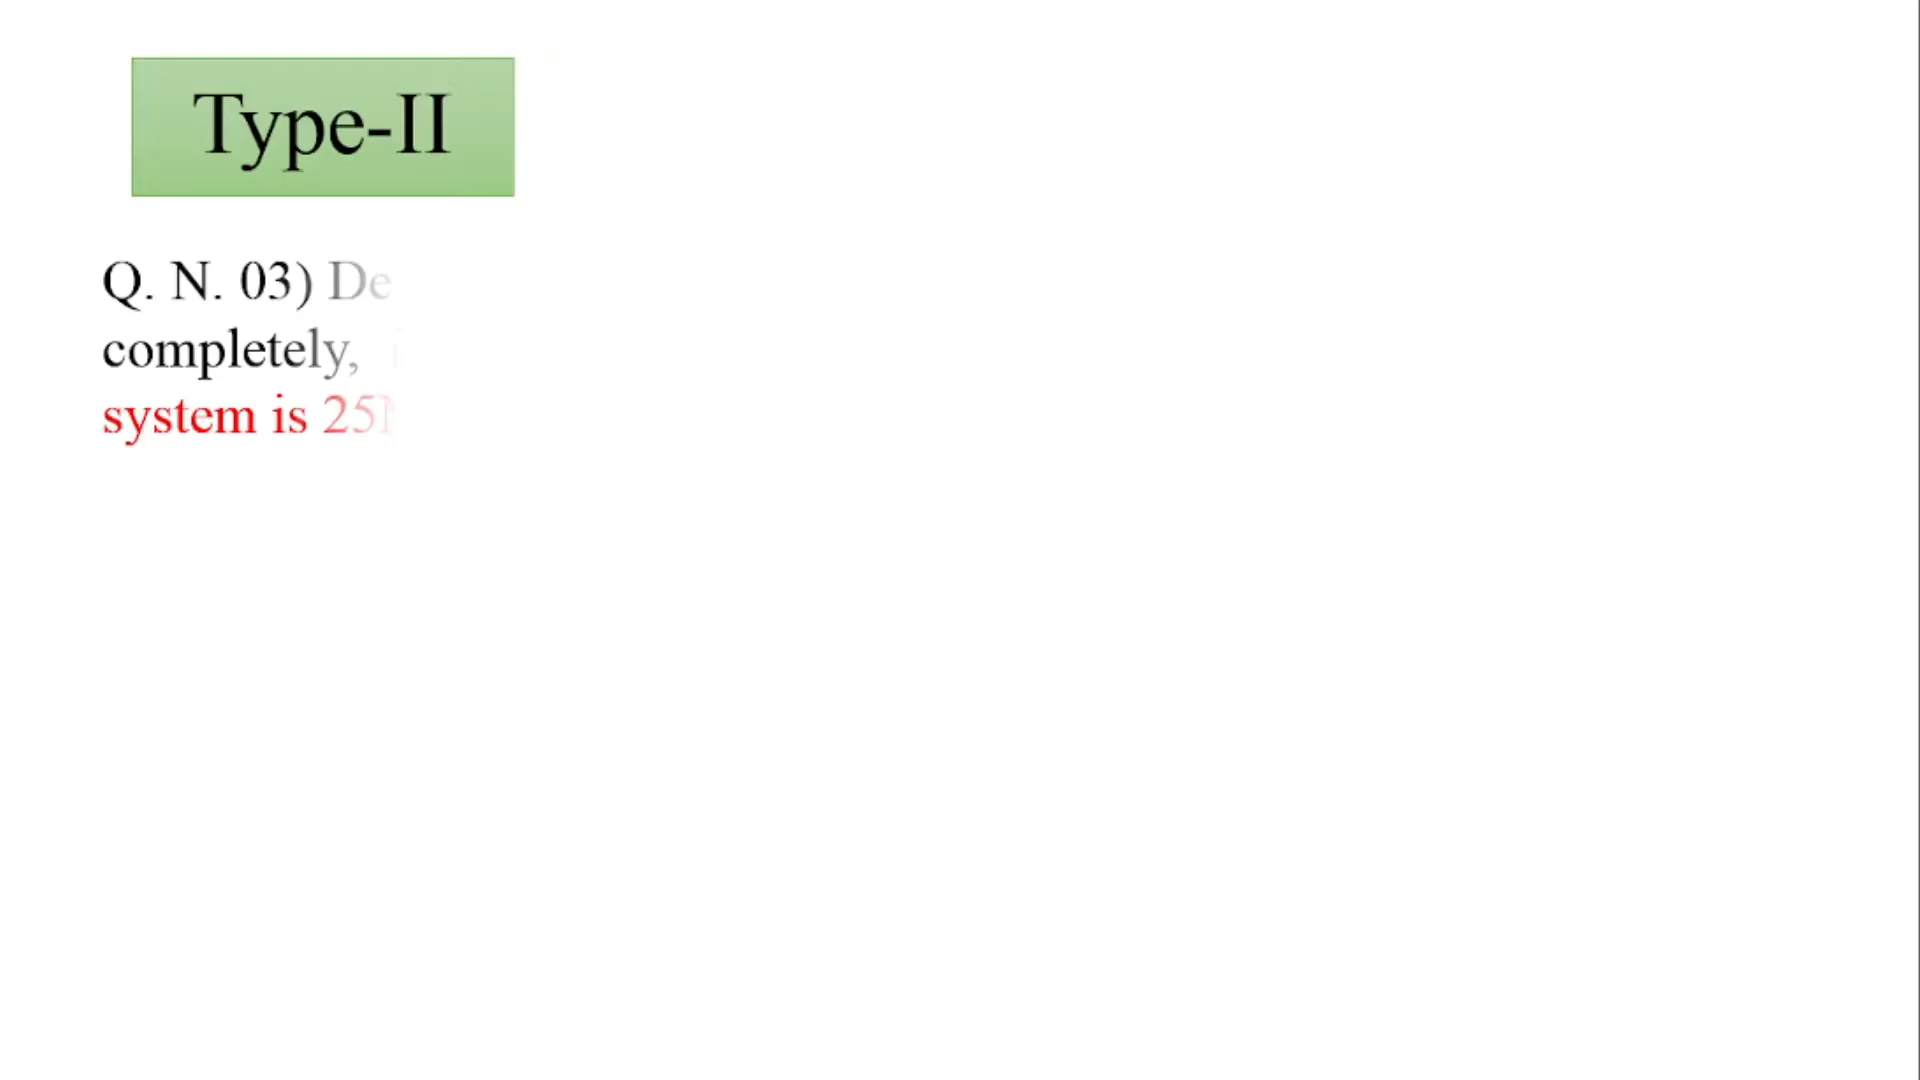 Type-II
Q. N. 03) De
completely,
system is 25